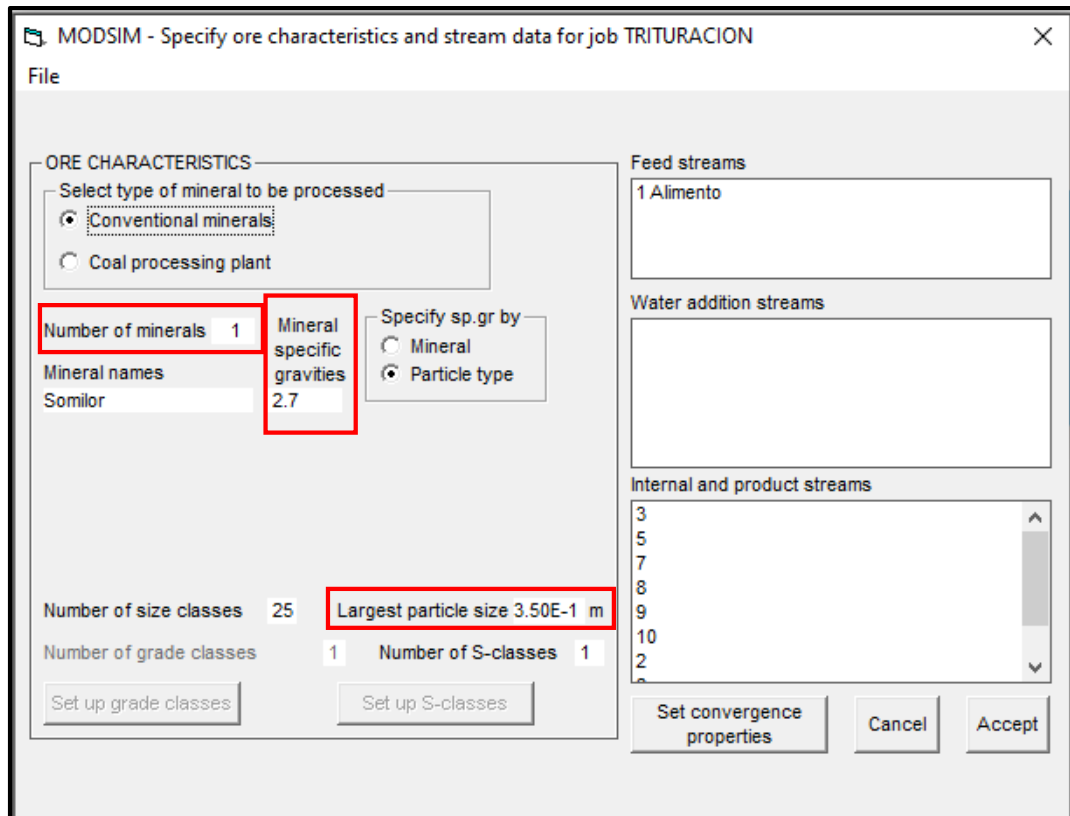 MODSIM - Specify ore characteristics and stream data for job TRITURACION
File
ORE CHARACTERISTICS
Select type of mineral to be processed
Conventional minerals
Coal processing plant
Number of minerals 1
Mineral
specific
gravities
Specify sp.gr by
Mineral
Particle type
Mineral names
Somilor 2.7
Number of size classes 25 Largest particle size 3.50E-1 m
Number of grade classes 1 Number of S-classes 1
Set up grade classes Set up S-classes
Feed streams
1 Alimento
Water addition streams
Internal and product streams
3
5
7
8
9
10
2
Set convergence
properties
Cancel
Accept